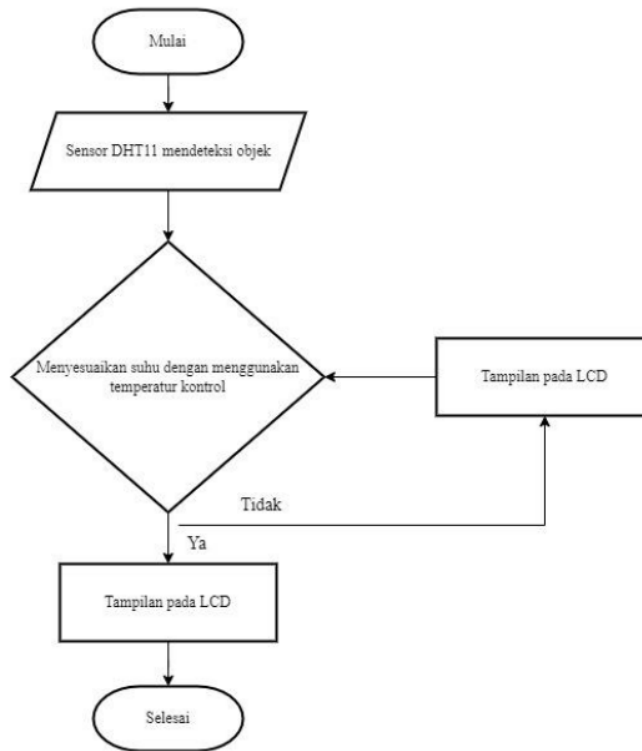 Mulai
Sensor DHT11 mendeteksi objek
Menyesuaikan suhu dengan menggunakan
temperatur kontrol
Tampilan pada LCD
Tidak
Ya
Tampilan pada LCD
Selesai